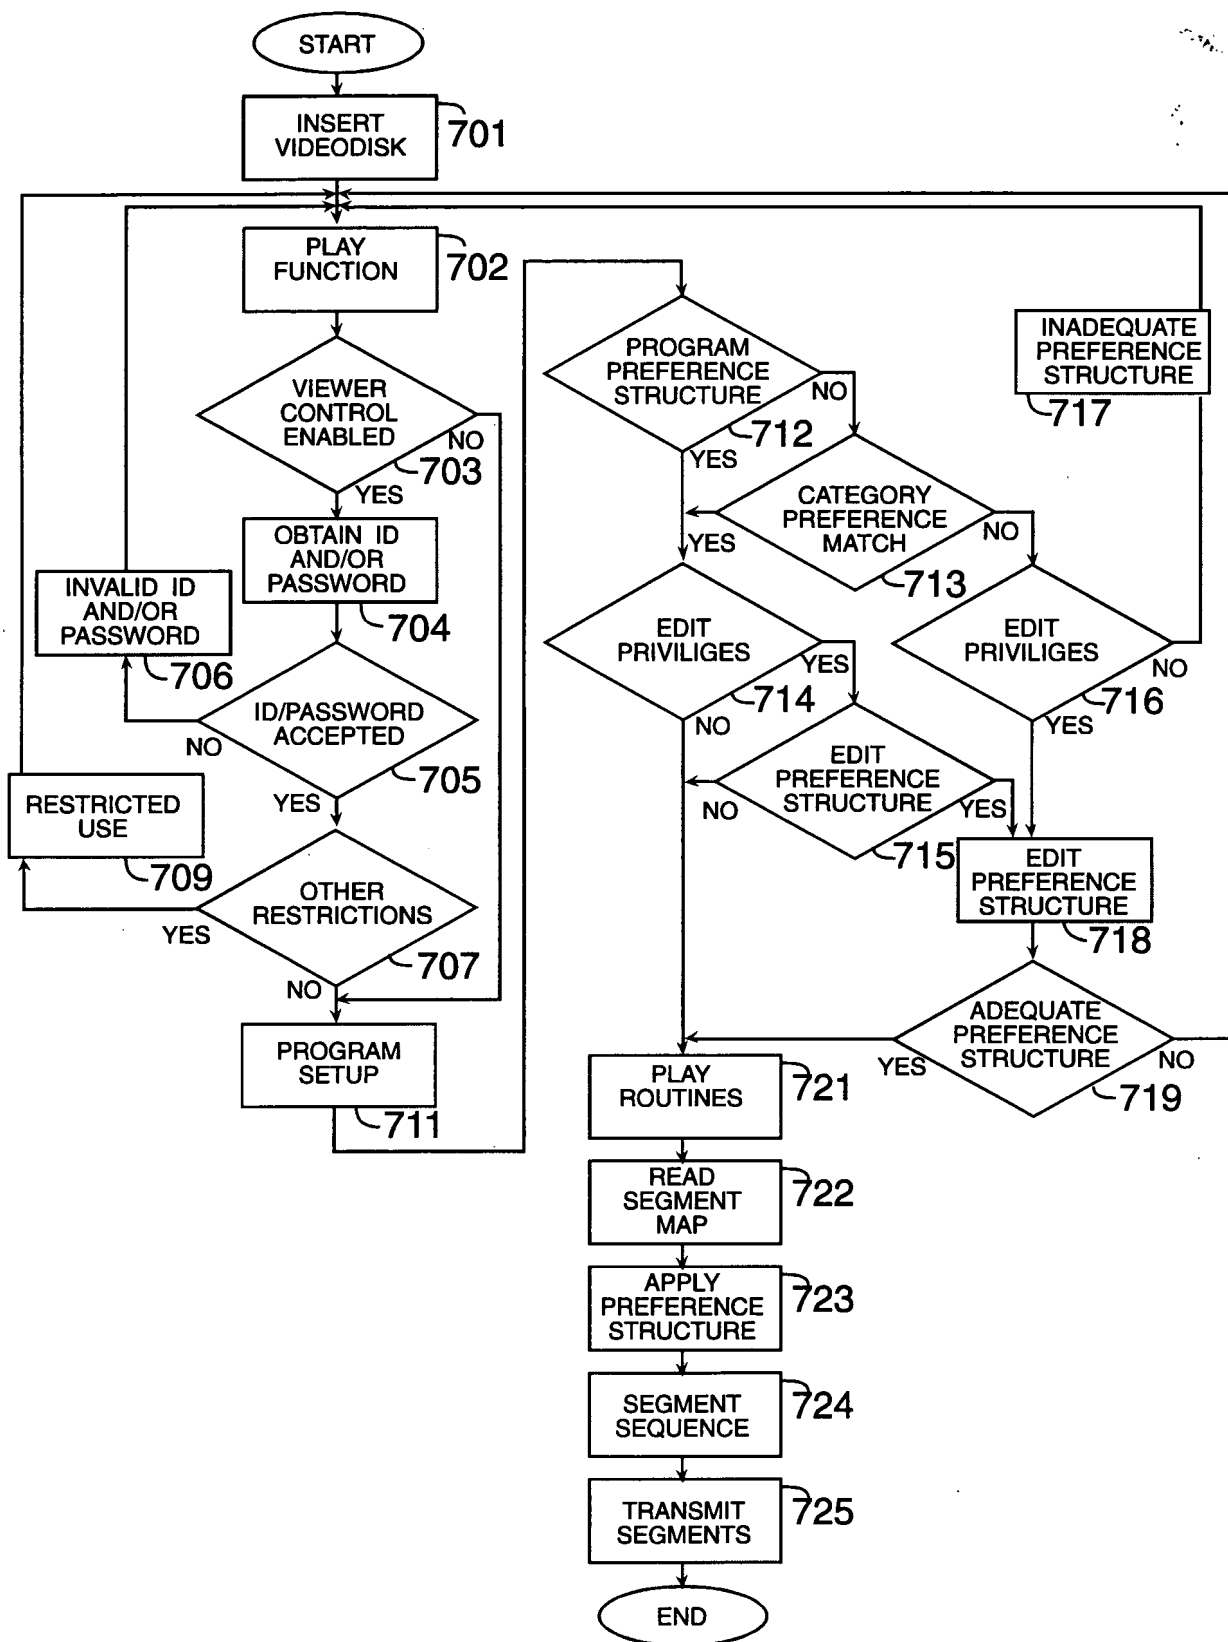 START
INSERT
VIDEODISK
701
PLAY
FUNCTION
702
VIEWER
CONTROL
ENABLED
NO
703
YES
OBTAIN ID
AND/OR
PASSWORD
704
INVALID ID
AND/OR
PASSWORD
706
ID/PASSWORD
ACCEPTED
NO
705
YES
RESTRICTED
USE
709
OTHER
RESTRICTIONS
YES
707
NO
PROGRAM
SETUP
711
PROGRAM
PREFERENCE
STRUCTURE
NO
712
YES
CATEGORY
PREFERENCE
MATCH
YES
NO
713
INADEQUATE
PREFERENCE
STRUCTURE
717
EDIT
PRIVILIGES
YES
714
NO
EDIT
PRIVILIGES
NO
716
YES
EDIT
PREFERENCE
STRUCTURE
NO
YES
715
EDIT
PREFERENCE
STRUCTURE
718
ADEQUATE
PREFERENCE
STRUCTURE
YES
NO
719
PLAY
ROUTINES
721
READ
SEGMENT
MAP
722
APPLY
PREFERENCE
STRUCTURE
723
SEGMENT
SEQUENCE
724
TRANSMIT
SEGMENTS
725
END